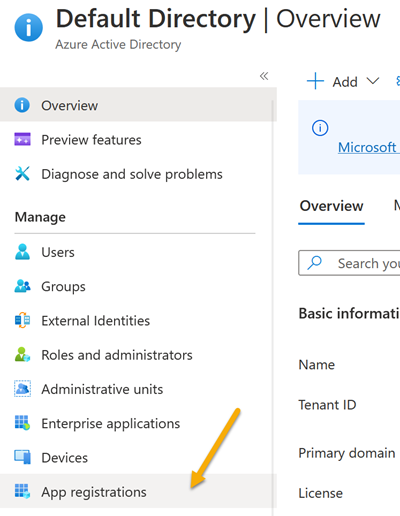 Default Directory | Overview
Azure Active Directory
«
Overview
Preview features
Diagnose and solve problems
Manage
Users
Groups
External Identities
Roles and administrators
Administrative units
Enterprise applications
Devices
App registrations
+ Add
Microsoft
Overview
Search you
Basic informati
Name
Tenant ID
Primary domain
License